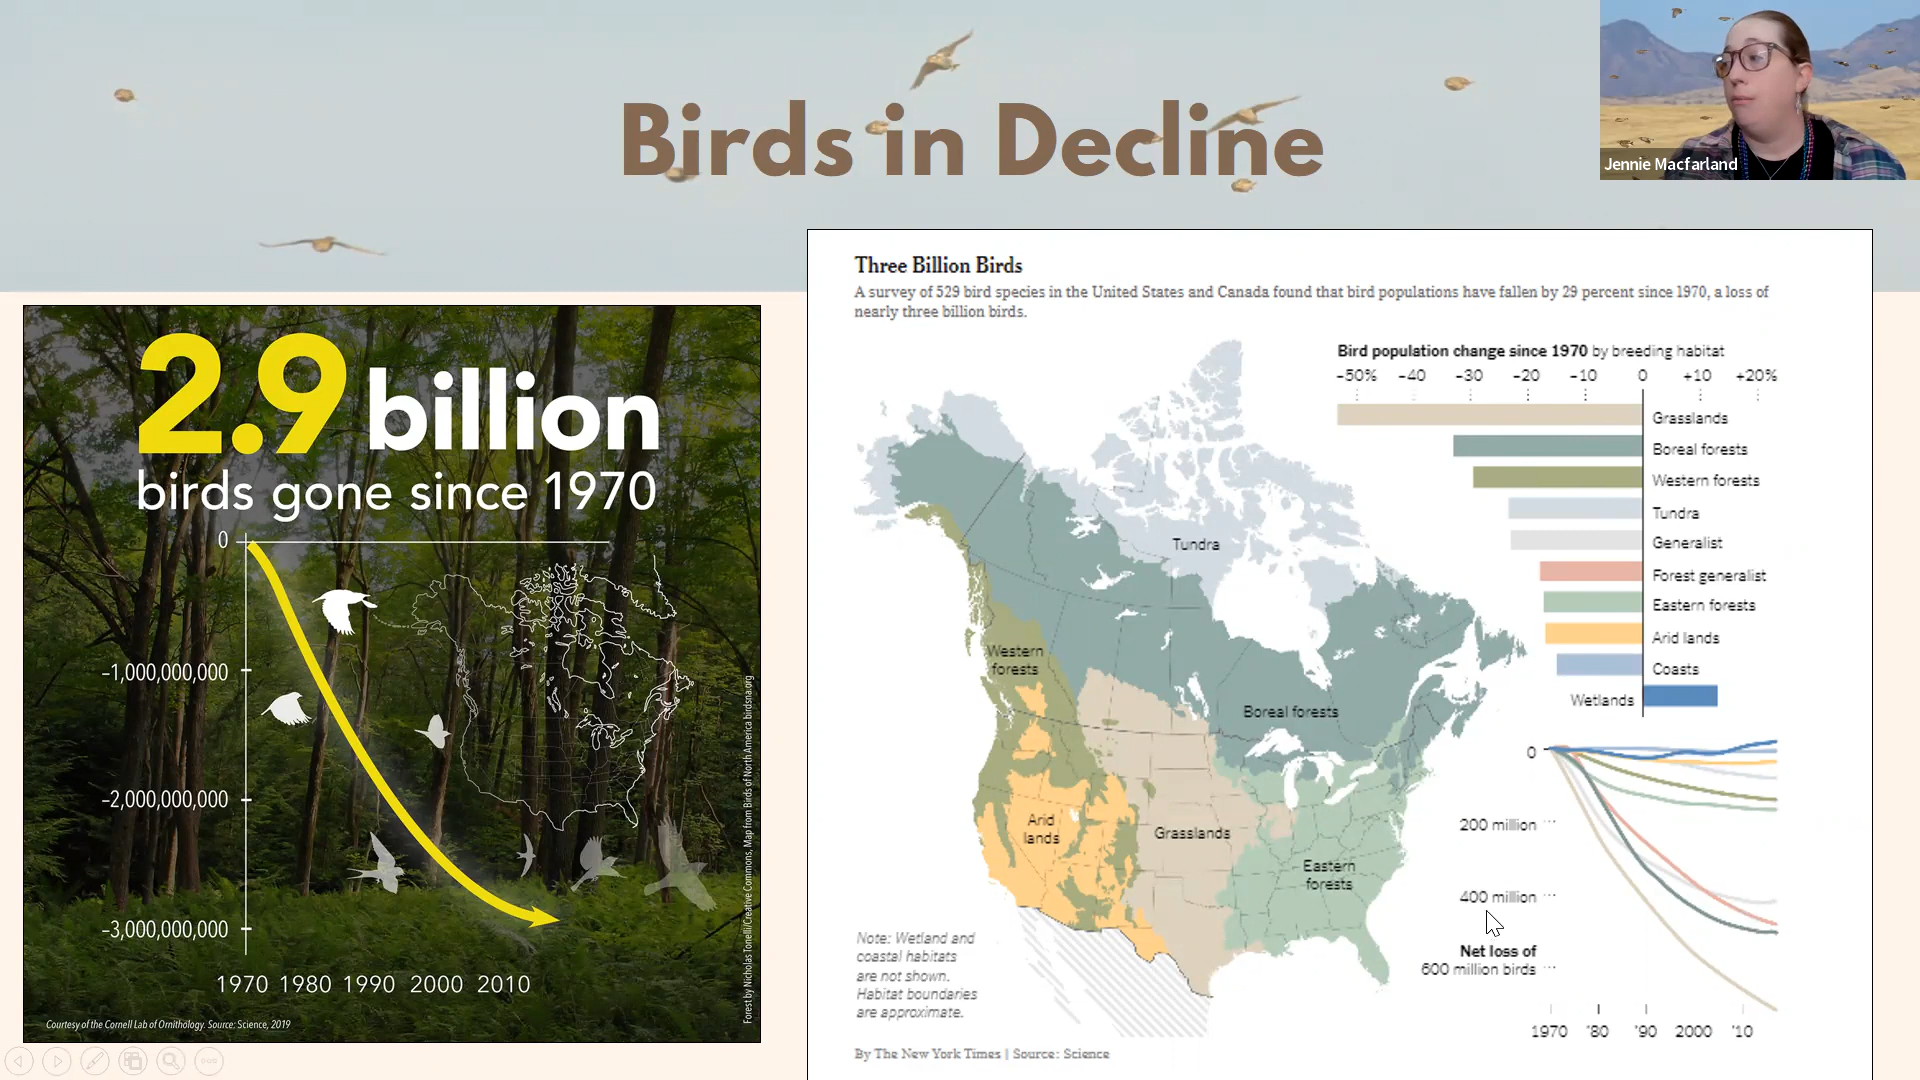 Birds in Decline
Jennie Macfarland
2.9 billion
birds gone since 1970
0
-1,000,000,000
-2,000,000,000
-3,000,000,000
1970 1980 1990 2000 2010
Courtesy of the Cornell Lab of Ornithology. Source: Science, 2019
Forest by Nicholas Tonelli/Creative Commons, Map from Birds of North America birdsna.org
Three Billion Birds
A survey of 529 bird species in the United States and Canada found that bird populations have fallen by 29 percent since 1970, a loss of
nearly three billion birds.
Bird population change since 1970 by breeding habitat
-50% -40 -30 -20 -10 0 +10 +20%
Grasslands
Boreal forests
Western forests
Tundra
Generalist
Forest generalist
Eastern forests
Arid lands
Coasts
Wetlands
Tundra
Western
forests
Boreal forests
Arid
lands
Grasslands
Eastern
forests
0
200 million
400 million
Net loss of
600 million birds
1970 '80 '90 2000 '10
Note: Wetland and
coastal habitats
are not shown.
Habitat boundaries
are approximate.
By The New York Times | Source: Science